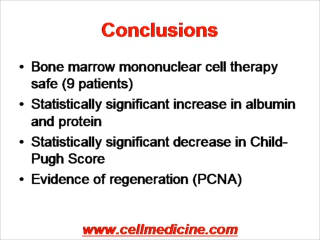 Conclusions
• Bone marrow mononuclear cell therapy
safe (9 patients)
• Statistically significant increase in albumin
and protein
• Statistically significant decrease in Child-
Pugh Score
• Evidence of regeneration (PCNA)
www.cellmedicine.com